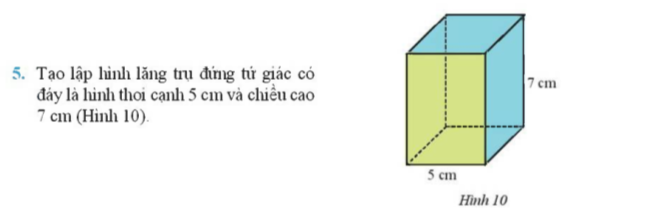 5. Tạo lập hình lăng trụ đứng tứ giác có
đáy là hình thoi cạnh 5 cm và chiều cao
7 cm (Hình 10).
7 cm
5 cm
Hình 10